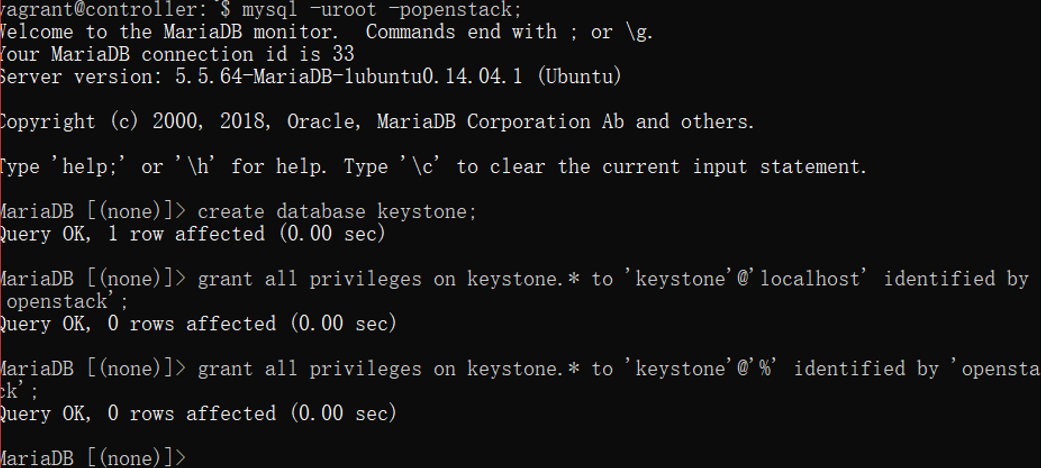 vagrant@controller:~$ mysql -uroot -popenstack;
Welcome to the MariaDB monitor.  Commands end with ; or \g.
Your MariaDB connection id is 33
Server version: 5.5.64-MariaDB-1ubuntu0.14.04.1 (Ubuntu)
Copyright (c) 2000, 2018, Oracle, MariaDB Corporation Ab and others.
Type 'help;' or '\h' for help. Type '\c' to clear the current input statement.
MariaDB [(none)]> create database keystone;
Query OK, 1 row affected (0.00 sec)
MariaDB [(none)]> grant all privileges on keystone.* to 'keystone'@'localhost' identified by
'openstack';
Query OK, 0 rows affected (0.00 sec)
MariaDB [(none)]> grant all privileges on keystone.* to 'keystone'@'%' identified by 'opensta
ck';
Query OK, 0 rows affected (0.00 sec)
MariaDB [(none)]>